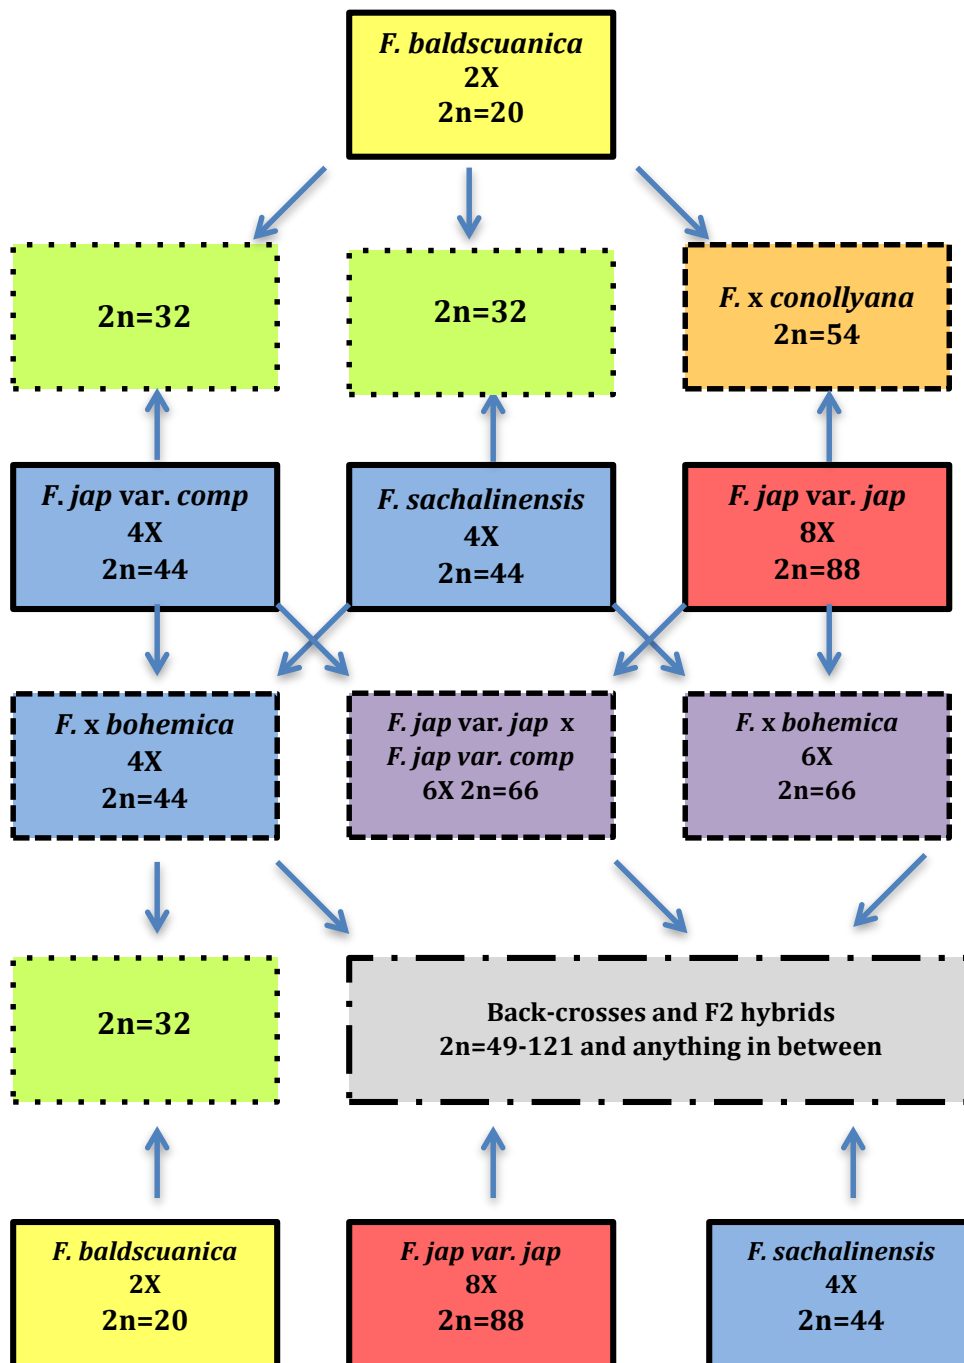 F. baldscuanica
2X
2n=20
2n=32
2n=32
F. x conollyana
2n=54
F. jap var. comp
4X
2n=44
F. sachalinensis
4X
2n=44
F. jap var. jap
8X
2n=88
F. x bohemica
4X
2n=44
F. jap var. jap x
F. jap var. comp
6X 2n=66
F. x bohemica
6X
2n=66
2n=32
Back-crosses and F2 hybrids
2n=49-121 and anything in between
F. baldscuanica
2X
2n=20
F. jap var. jap
8X
2n=88
F. sachalinensis
4X
2n=44